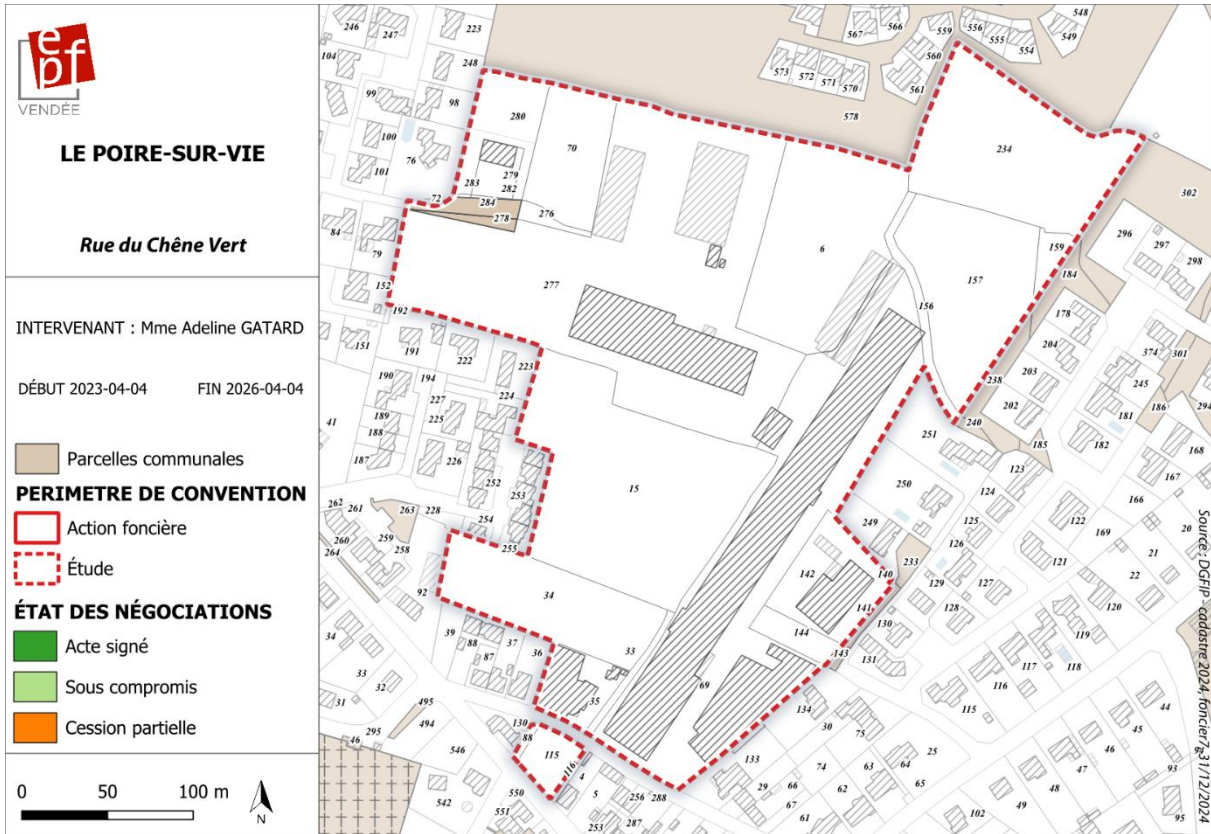 epf
VENDÉE
LE POIRE-SUR-VIE
Rue du Chêne Vert
INTERVENANT : Mme Adeline GATARD
DÉBUT 2023-04-04 FIN 2026-04-04
Parcelles communales
PERIMETRE DE CONVENTION
Action foncière
Étude
ÉTAT DES NÉGOCIATIONS
Acte signé
Sous compromis
Cession partielle
0 50 100 m
N
246 247 223 567 566 559 556 555 554 548 549
104 248 560
573 572 571 570 561
99 98 280 70 578
100 76 279 234
101 283 282 302
72 284 278 276
84 79 277 6 159 296 297 298
152 192 156 157 184
151 191 222 223 178 374 301
190 194 224 204 245
189 227 225 203 238 181 186 294
41 188 226 202 182
187 252 253 15 251 240 185 168
262 261 263 228 254 250 123 124 167
260 259 258 255 249 125 122 166 169 20
264 126 121 21
92 34 142 140 233 129 127 22
34 39 88 37 141 128 120
33 87 36 33 144 130 119
32 143 131 117 118
31 35 69 116
495 494 134 115 44
46 295 130 30 75 45
88 115 133 25 46
546 116 74 63 64 47 93
4 29 66 62 65 48
542 550 5 256 288 67 49
551 253 287 61 102 95
Source : DGFIP - cadastre 2024, foncier7_31/12/2024